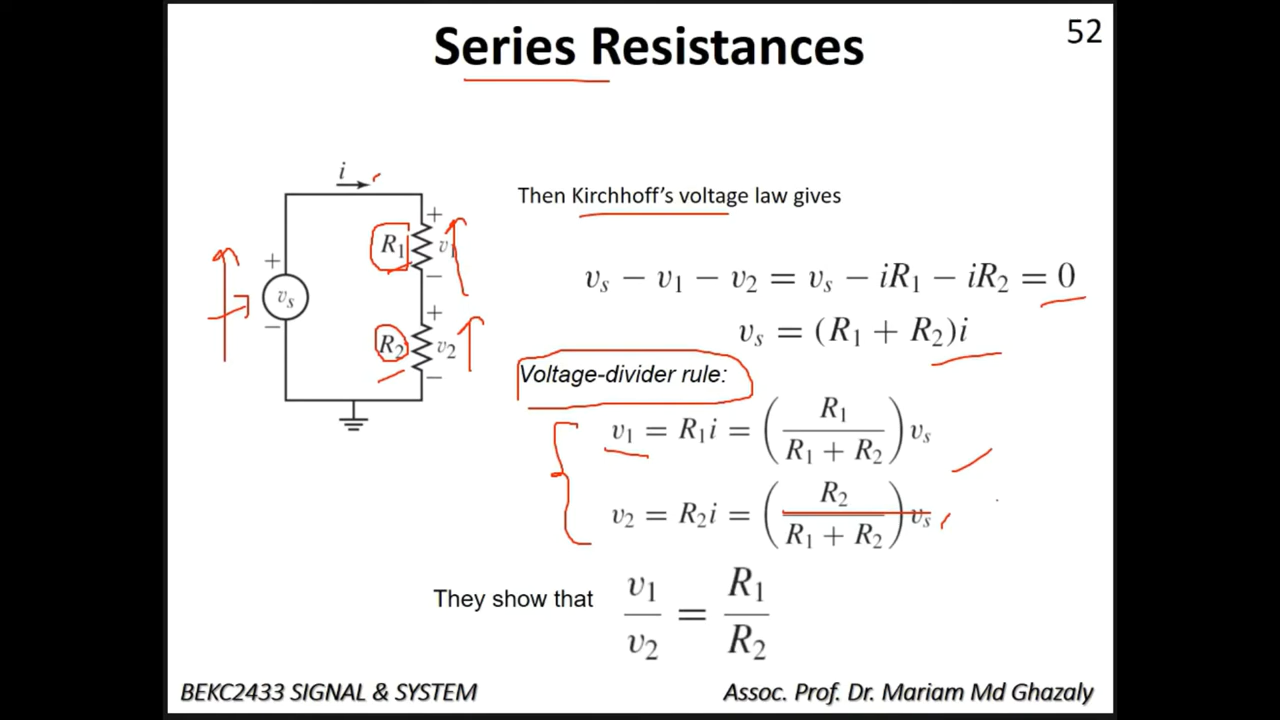 Series Resistances
52
i
Then Kirchhoff's voltage law gives
+
R₁
v₁
−
+
vₛ
−
+
R₂
v₂
−
vₛ − v₁ − v₂ = vₛ − iR₁ − iR₂ = 0
vₛ = (R₁ + R₂)i
Voltage-divider rule:
v₁ = R₁i = (R₁ / (R₁ + R₂)) vₛ
v₂ = R₂i = (R₂ / (R₁ + R₂)) vₛ
They show that v₁ / v₂ = R₁ / R₂
BEKC2433 SIGNAL & SYSTEM
Assoc. Prof. Dr. Mariam Md Ghazaly